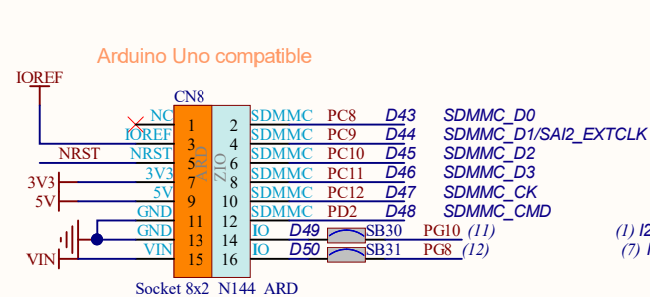 Arduino Uno compatible
IOREF
CN8
NC 1 2 SDMMC PC8 D43 SDMMC_D0
IOREF 3 4 SDMMC PC9 D44 SDMMC_D1/SAI2_EXTCLK
NRST NRST 5 6 SDMMC PC10 D45 SDMMC_D2
3V3 3V3 7 8 SDMMC PC11 D46 SDMMC_D3
5V 5V 9 10 SDMMC PC12 D47 SDMMC_CK
GND 11 12 SDMMC PD2 D48 SDMMC_CMD
GND 13 14 IO D49 SB30 PG10 (11) (1) I2
VIN VIN 15 16 IO D50 SB31 PG8 (12) (7)
ARD
ZIO
Socket 8x2_N144_ARD